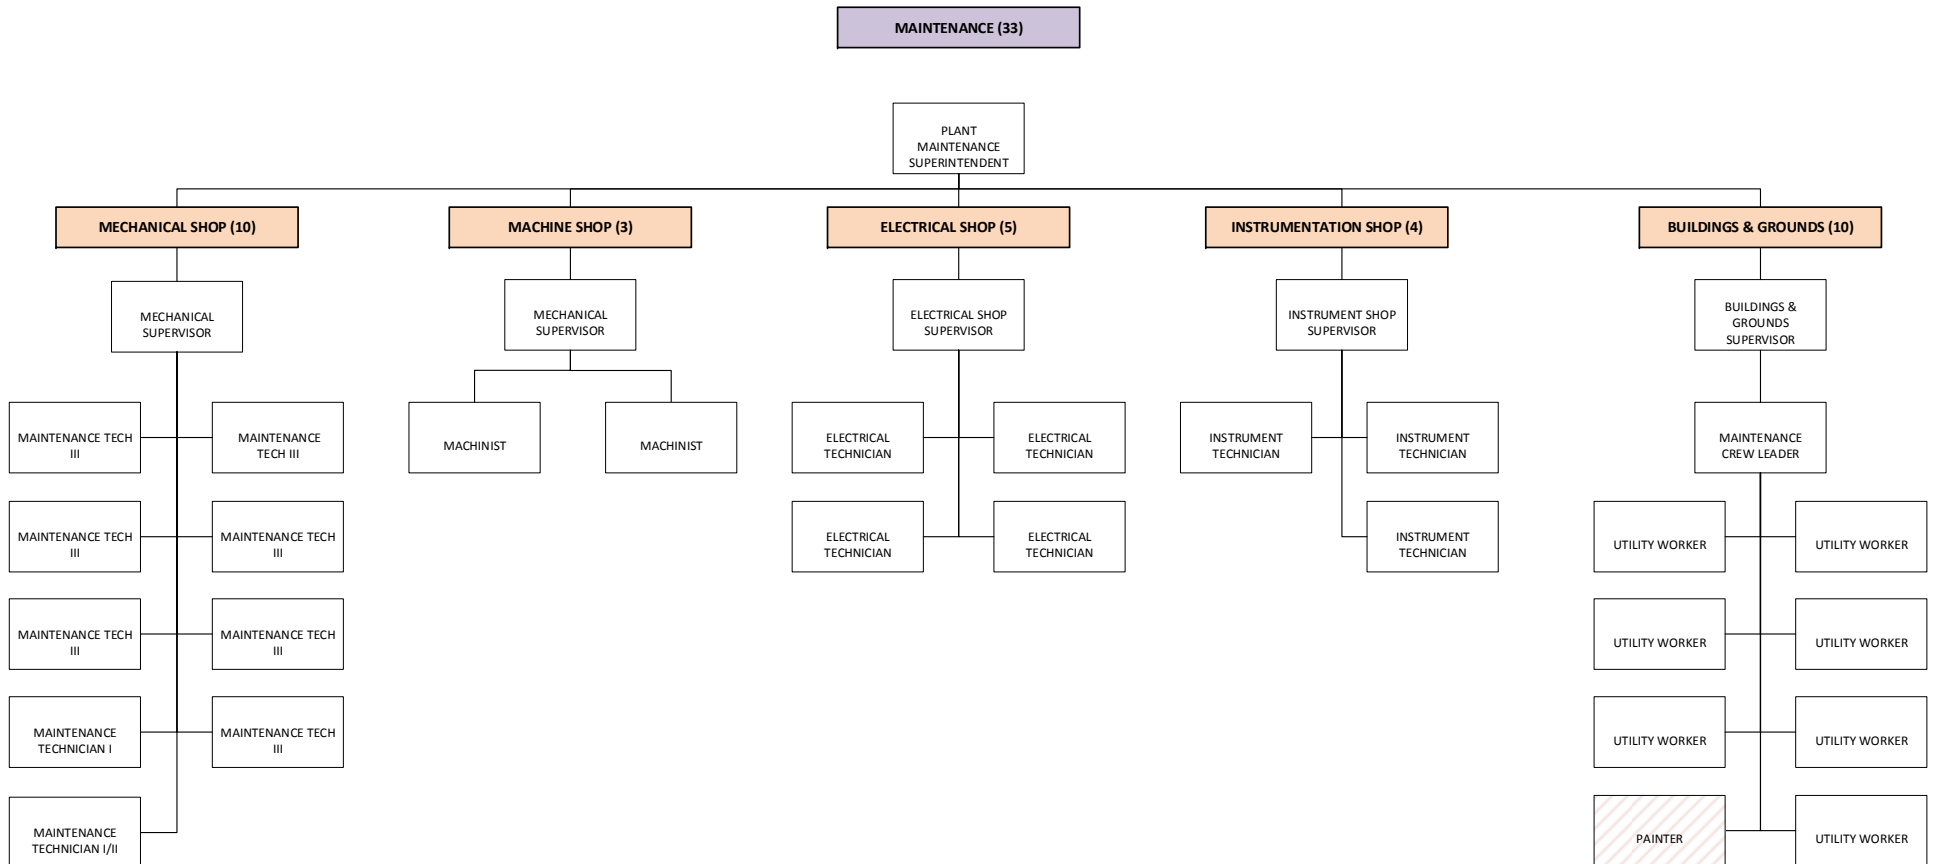 MAINTENANCE (33)
PLANT
MAINTENANCE
SUPERINTENDENT
MECHANICAL SHOP (10)
MACHINE SHOP (3)
ELECTRICAL SHOP (5)
INSTRUMENTATION SHOP (4)
BUILDINGS & GROUNDS (10)
MECHANICAL
SUPERVISOR
MECHANICAL
SUPERVISOR
ELECTRICAL SHOP
SUPERVISOR
INSTRUMENT SHOP
SUPERVISOR
BUILDINGS &
GROUNDS
SUPERVISOR
MAINTENANCE TECH
III
MAINTENANCE
TECH III
MACHINIST
MACHINIST
ELECTRICAL
TECHNICIAN
ELECTRICAL
TECHNICIAN
INSTRUMENT
TECHNICIAN
INSTRUMENT
TECHNICIAN
MAINTENANCE
CREW LEADER
MAINTENANCE TECH
III
MAINTENANCE TECH
III
ELECTRICAL
TECHNICIAN
ELECTRICAL
TECHNICIAN
INSTRUMENT
TECHNICIAN
UTILITY WORKER
UTILITY WORKER
MAINTENANCE TECH
III
MAINTENANCE TECH
III
UTILITY WORKER
UTILITY WORKER
MAINTENANCE
TECHNICIAN I
MAINTENANCE TECH
III
UTILITY WORKER
UTILITY WORKER
MAINTENANCE
TECHNICIAN I/II
PAINTER
UTILITY WORKER